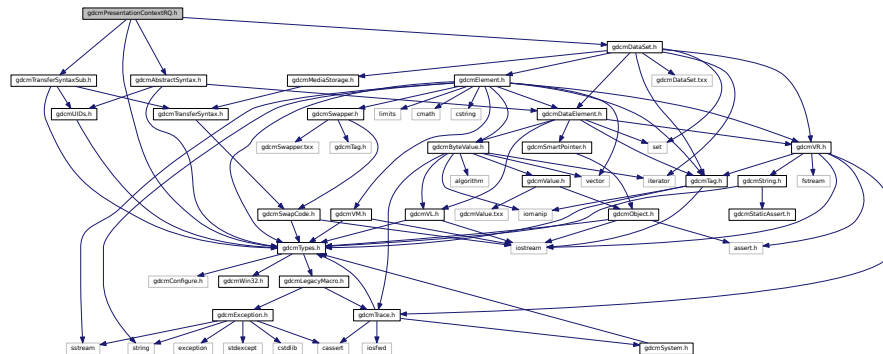 gdcmPresentationContextRQ.h
gdcmDataSet.h
gdcmTransferSyntaxSub.h
gdcmAbstractSyntax.h
gdcmMediaStorage.h
gdcmElement.h
gdcmDataSet.txx
gdcmUIDs.h
gdcmTransferSyntax.h
gdcmSwapper.h
limits
cmath
cstring
gdcmDataElement.h
gdcmSwapper.txx
gdcmTag.h
gdcmByteValue.h
gdcmSmartPointer.h
set
gdcmVR.h
algorithm
gdcmValue.h
vector
iterator
gdcmTag.h
gdcmString.h
fstream
gdcmSwapCode.h
gdcmVM.h
gdcmVL.h
gdcmValue.txx
iomanip
gdcmObject.h
gdcmStaticAssert.h
gdcmTypes.h
iostream
assert.h
gdcmConfigure.h
gdcmWin32.h
gdcmLegacyMacro.h
gdcmException.h
gdcmTrace.h
sstream
string
exception
stdexcept
cstdlib
cassert
iosfwd
gdcmSystem.h